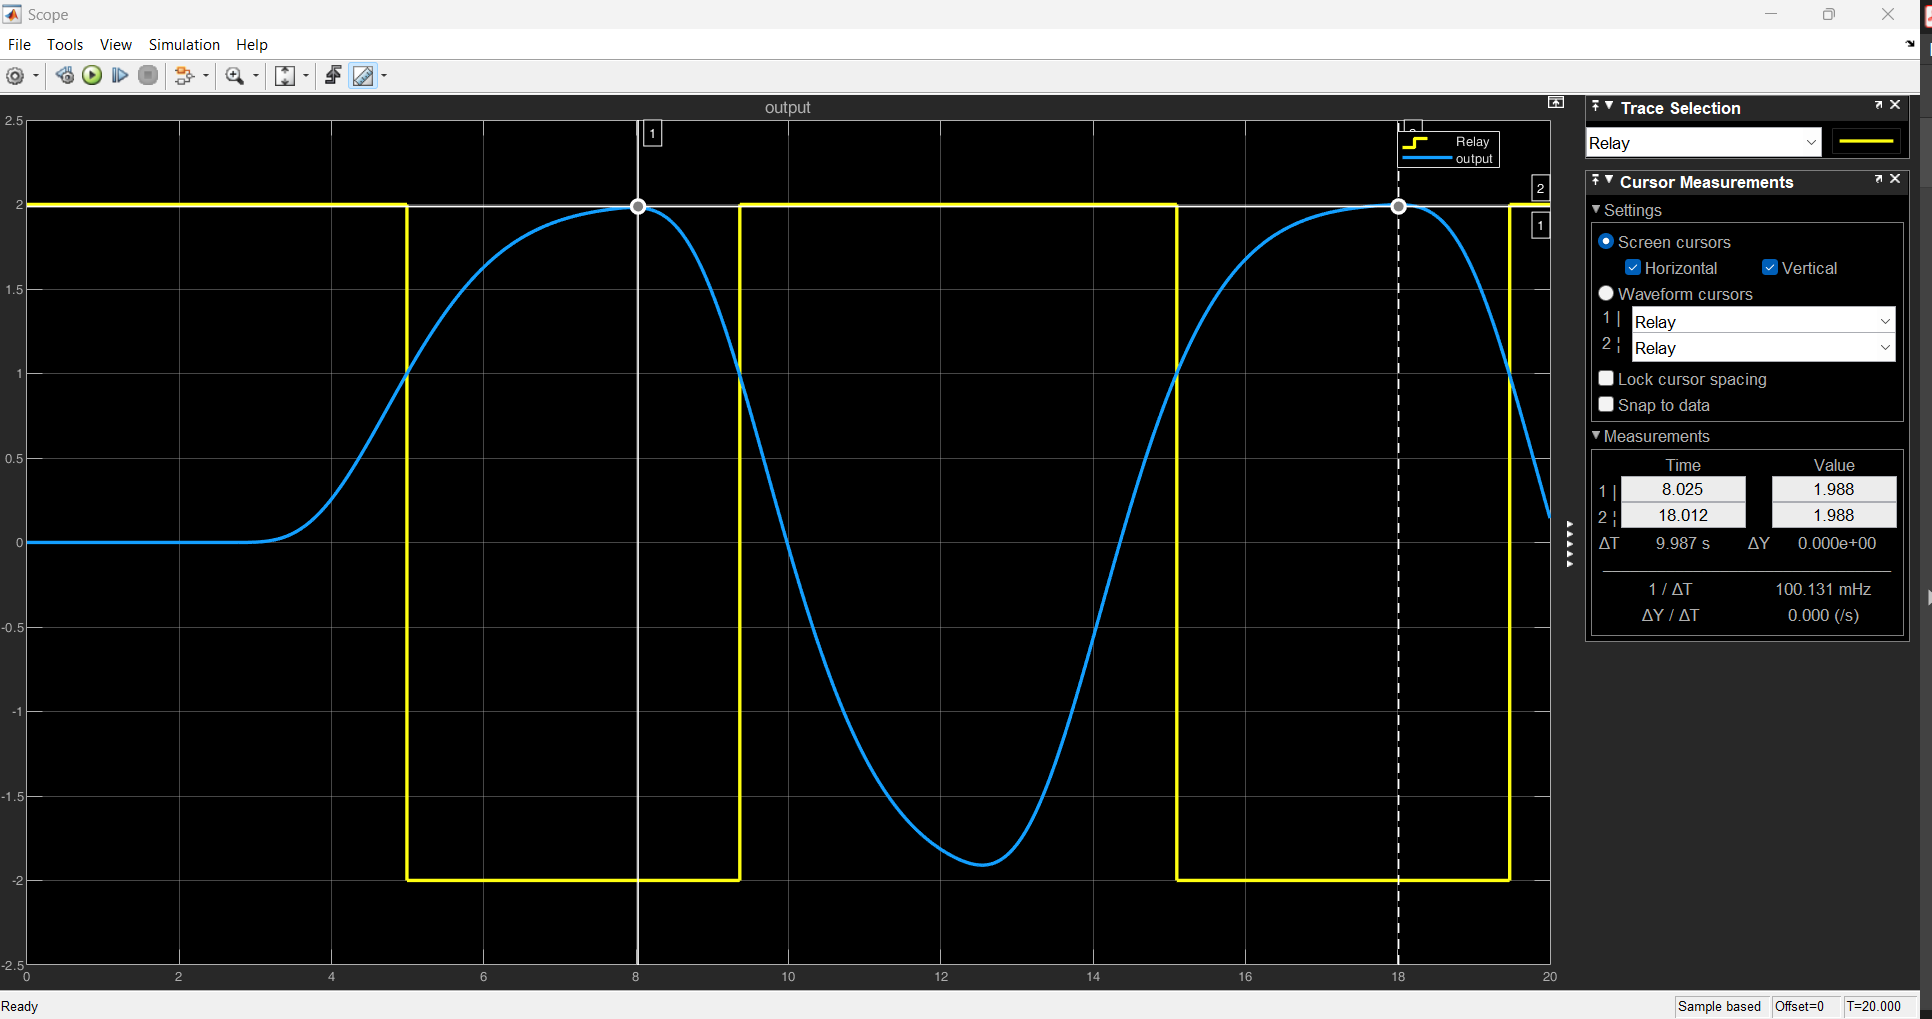 Scope
File Tools View Simulation Help
output
2.5
2
1.5
1
0.5
0
-0.5
-1
-1.5
-2
-2.5
0 2 4 6 8 10 12 14 16 18 20
1
Relay
output
2
1
Trace Selection
Relay
Cursor Measurements
Settings
Screen cursors
Horizontal Vertical
Waveform cursors
1 | Relay
2 ¦ Relay
Lock cursor spacing
Snap to data
Measurements
Time Value
1 | 8.025 1.988
2 ¦ 18.012 1.988
ΔT 9.987 s ΔY 0.000e+00
1 / ΔT 100.131 mHz
ΔY / ΔT 0.000 (/s)
Ready
Sample based Offset=0 T=20.000